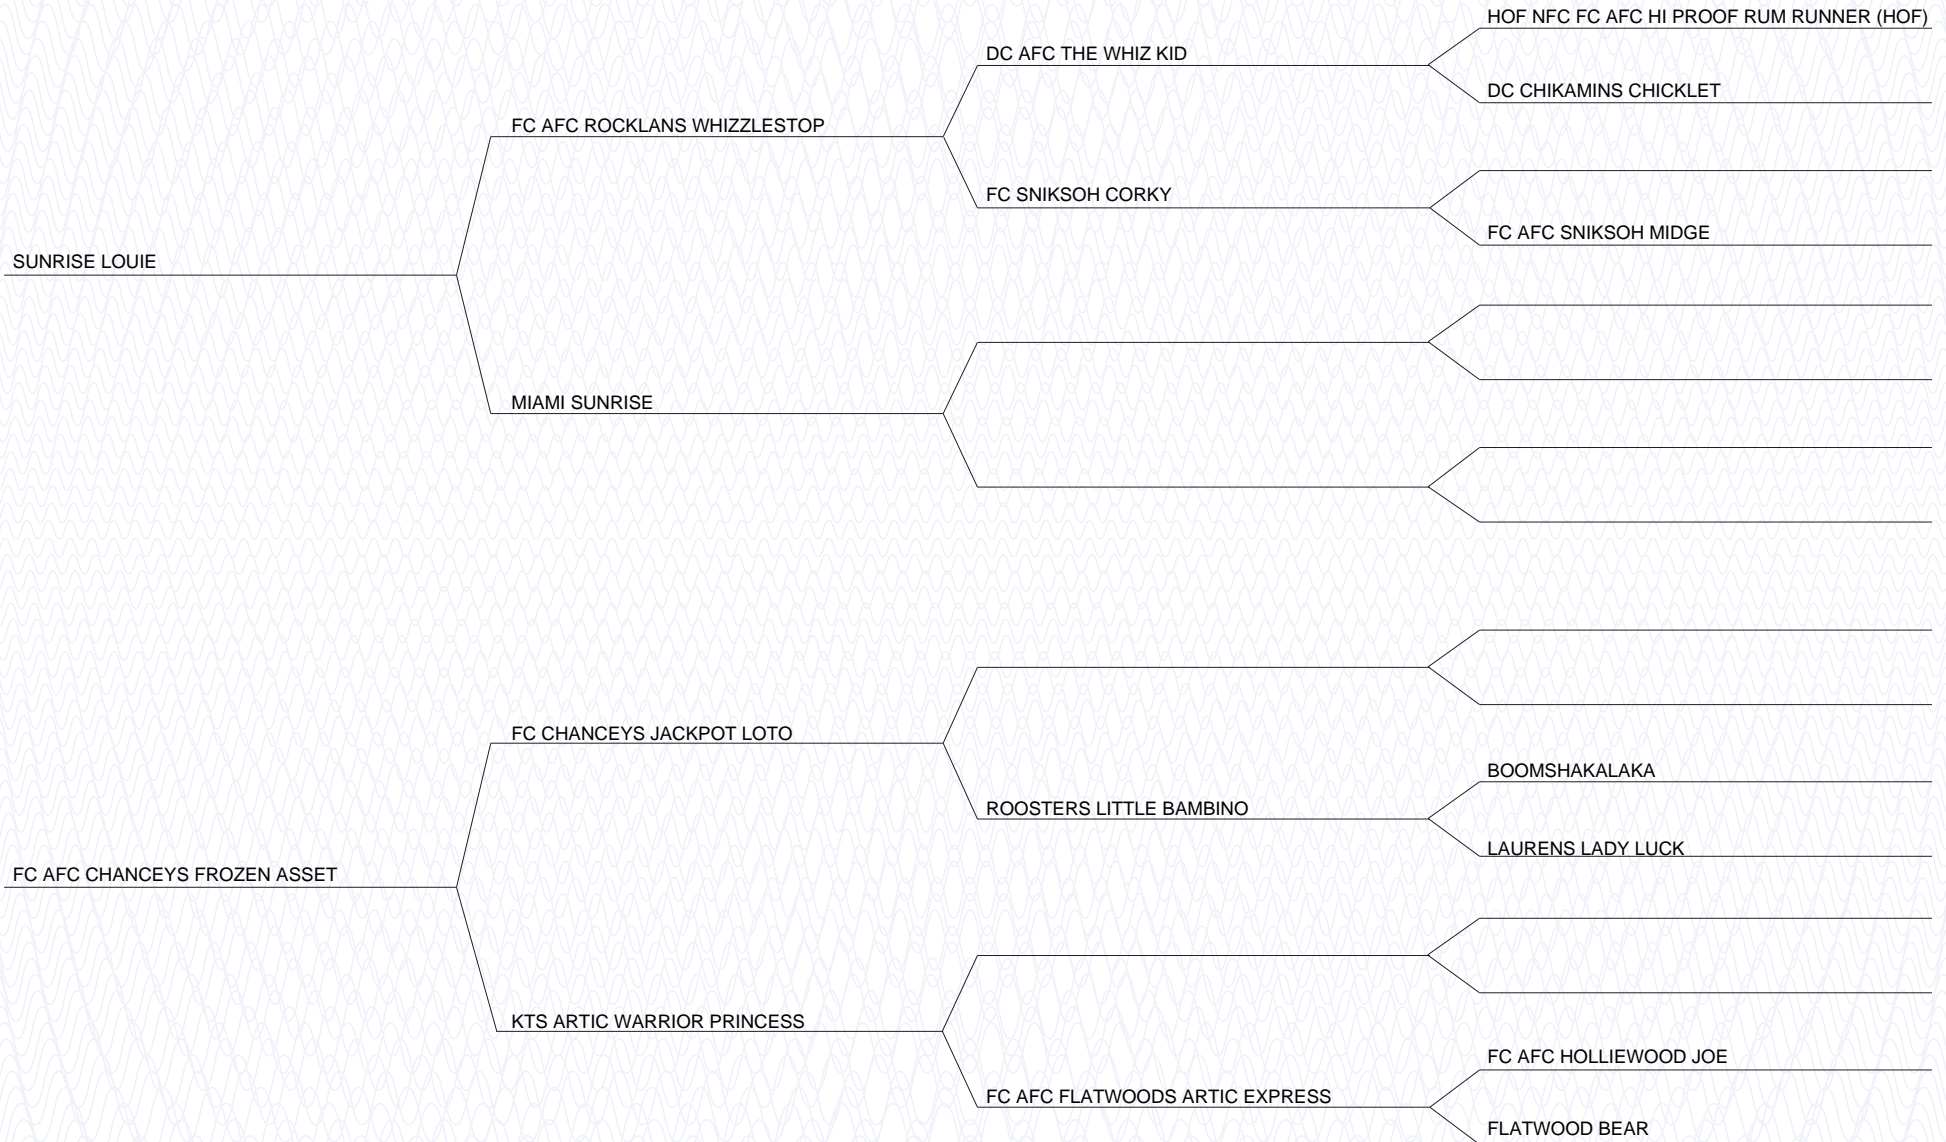 HOF NFC FC AFC HI PROOF RUM RUNNER (HOF)
DC AFC THE WHIZ KID
DC CHIKAMINS CHICKLET
FC AFC ROCKLANS WHIZZLESTOP
FC SNIKSOH CORKY
FC AFC SNIKSOH MIDGE
SUNRISE LOUIE
MIAMI SUNRISE
FC CHANCEYS JACKPOT LOTO
BOOMSHAKALAKA
ROOSTERS LITTLE BAMBINO
LAURENS LADY LUCK
FC AFC CHANCEYS FROZEN ASSET
KTS ARTIC WARRIOR PRINCESS
FC AFC HOLLIEWOOD JOE
FC AFC FLATWOODS ARTIC EXPRESS
FLATWOOD BEAR